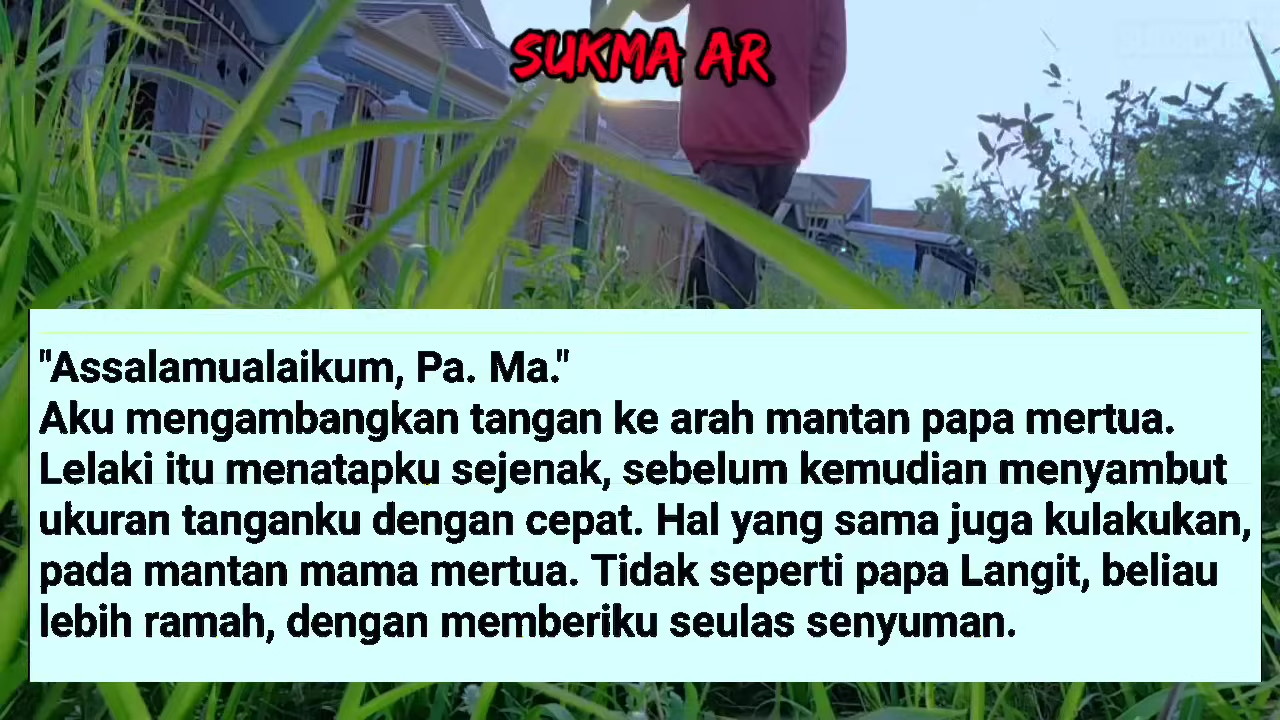 SUKMA AR
"Assalamualaikum, Pa. Ma."
Aku mengambangkan tangan ke arah mantan papa mertua.
Lelaki itu menatapku sejenak, sebelum kemudian menyambut
ukuran tanganku dengan cepat. Hal yang sama juga kulakukan,
pada mantan mama mertua. Tidak seperti papa Langit, beliau
lebih ramah, dengan memberiku seulas senyuman.